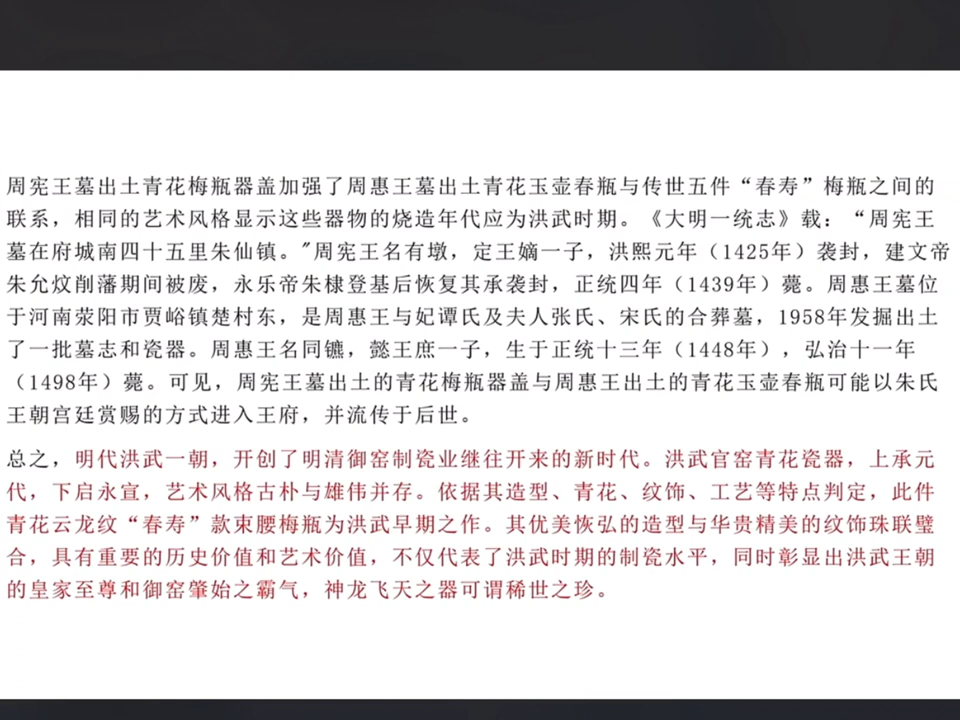 周宪王墓出土青花梅瓶器盖加强了周惠王墓出土青花玉壶春瓶与传世五件“春寿”梅瓶之间的
联系，相同的艺术风格显示这些器物的烧造年代应为洪武时期。《大明一统志》载：“周宪王
墓在府城南四十五里朱仙镇。"周宪王名有墩，定王嫡一子，洪熙元年（1425年）袭封，建文帝
朱允炆削藩期间被废，永乐帝朱棣登基后恢复其承袭封，正统四年（1439年）薨。周惠王墓位
于河南荥阳市贾峪镇楚村东，是周惠王与妃谭氏及夫人张氏、宋氏的合葬墓，1958年发掘出土
了一批墓志和瓷器。周惠王名同镳，懿王庶一子，生于正统十三年（1448年），弘治十一年
（1498年）薨。可见，周宪王墓出土的青花梅瓶器盖与周惠王出土的青花玉壶春瓶可能以朱氏
王朝宫廷赏赐的方式进入王府，并流传于后世。
总之，明代洪武一朝，开创了明清御窑制瓷业继往开来的新时代。洪武官窑青花瓷器，上承元
代，下启永宣，艺术风格古朴与雄伟并存。依据其造型、青花、纹饰、工艺等特点判定，此件
青花云龙纹“春寿”款束腰梅瓶为洪武早期之作。其优美恢弘的造型与华贵精美的纹饰珠联璧
合，具有重要的历史价值和艺术价值，不仅代表了洪武时期的制瓷水平，同时彰显出洪武王朝
的皇家至尊和御窑肇始之霸气，神龙飞天之器可谓稀世之珍。